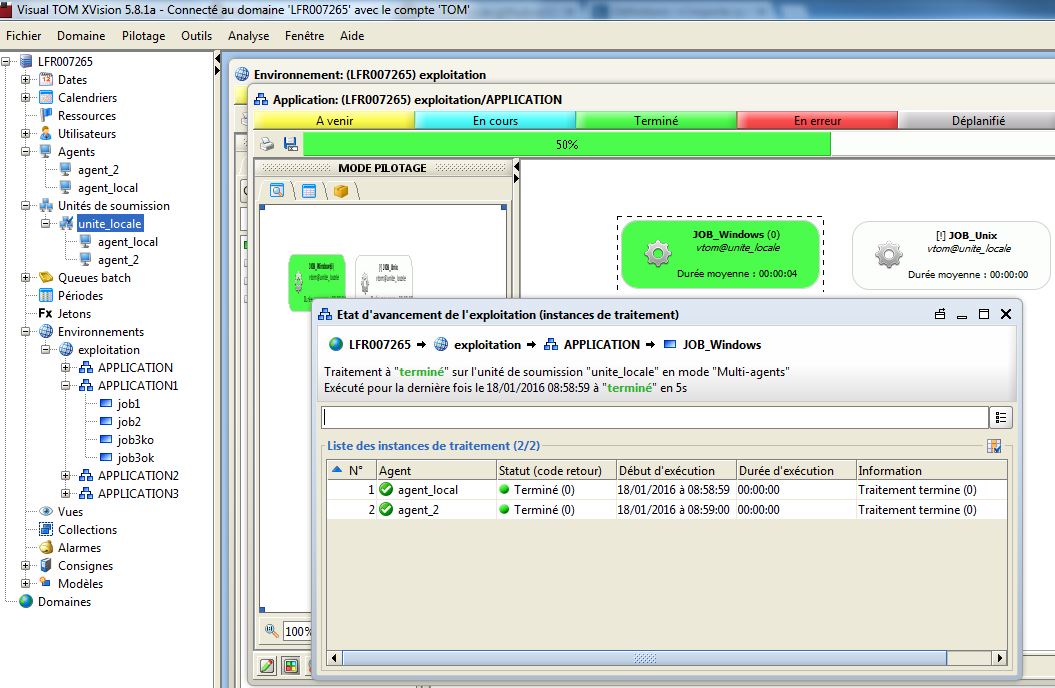 Visual TOM XVision 5.8.1a - Connecté au domaine 'LFR007265' avec le compte 'TOM'
Fichier Domaine Pilotage Outils Analyse Fenêtre Aide
LFR007265
Dates
Calendriers
Ressources
Utilisateurs
Agents
agent_2
agent_local
Unités de soumission
unite_locale
agent_local
agent_2
Queues batch
Périodes
Fx Jetons
Environnements
exploitation
APPLICATION
APPLICATION1
job1
job2
job3ko
job3ok
APPLICATION2
APPLICATION3
Vues
Collections
Alarmes
Consignes
Modèles
Domaines
Environnement: (LFR007265) exploitation
Application: (LFR007265) exploitation/APPLICATION
A venir En cours Terminé En erreur Déplanifié
50%
MODE PILOTAGE
100%
JOB_Windows (0)
vtom@unite_locale
Durée moyenne : 00:00:04
[!] JOB_Unix
vtom@unite_locale
Durée moyenne : 00:00:00
Etat d'avancement de l'exploitation (instances de traitement)
LFR007265 → exploitation → APPLICATION → JOB_Windows
Traitement à "terminé" sur l'unité de soumission "unite_locale" en mode "Multi-agents"
Exécuté pour la dernière fois le 18/01/2016 08:58:59 à "terminé" en 5s
Liste des instances de traitement (2/2)
N° Agent Statut (code retour) Début d'exécution Durée d'exécution Information
1 agent_local Terminé (0) 18/01/2016 à 08:58:59 00:00:00 Traitement termine (0)
2 agent_2 Terminé (0) 18/01/2016 à 08:59:00 00:00:00 Traitement termine (0)